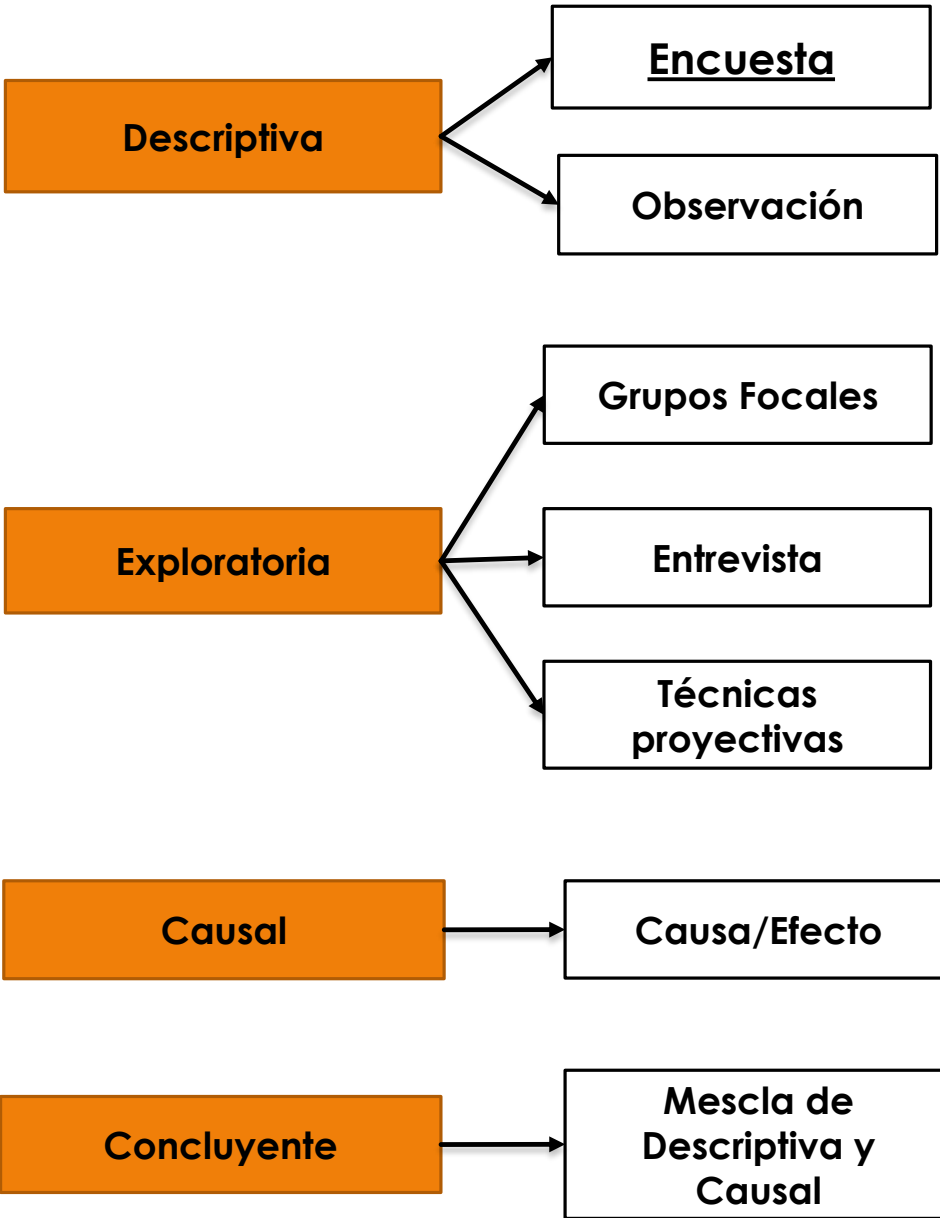 Descriptiva
Encuesta
Observación
Exploratoria
Grupos Focales
Entrevista
Técnicas
proyectivas
Causal
Causa/Efecto
Concluyente
Mescla de
Descriptiva y
Causal